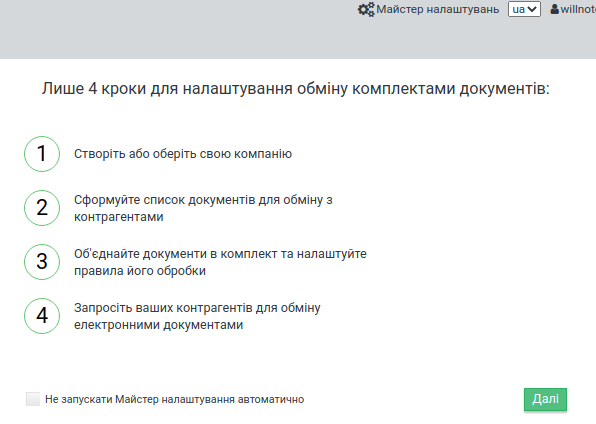 Майстер налаштувань ua willnot
Лише 4 кроки для налаштування обміну комплектами документів:
1 Створіть або оберіть свою компанію
2 Сформуйте список документів для обміну з
контрагентами
3 Об'єднайте документи в комплект та налаштуйте
правила його обробки
4 Запросіть ваших контрагентів для обміну
електронними документами
Не запускати Майстер налаштування автоматично Далі